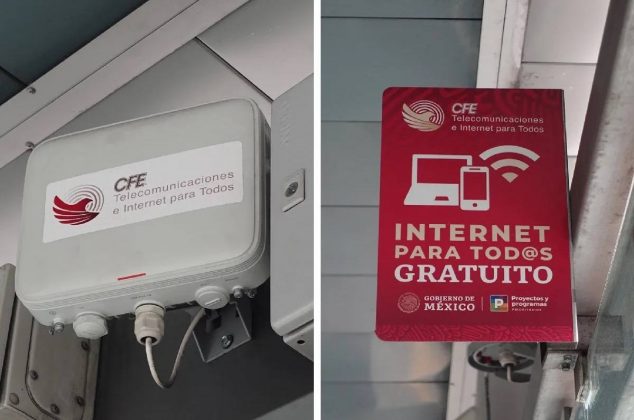 CFE
Telecomunicaciones
e Internet para Todos
CFE
Telecomunicaciones
e Internet para Todos
INTERNET
PARA TOD@S
GRATUITO
GOBIERNO DE
MÉXICO
P
Proyectos y
programas
PRIORITARIOS